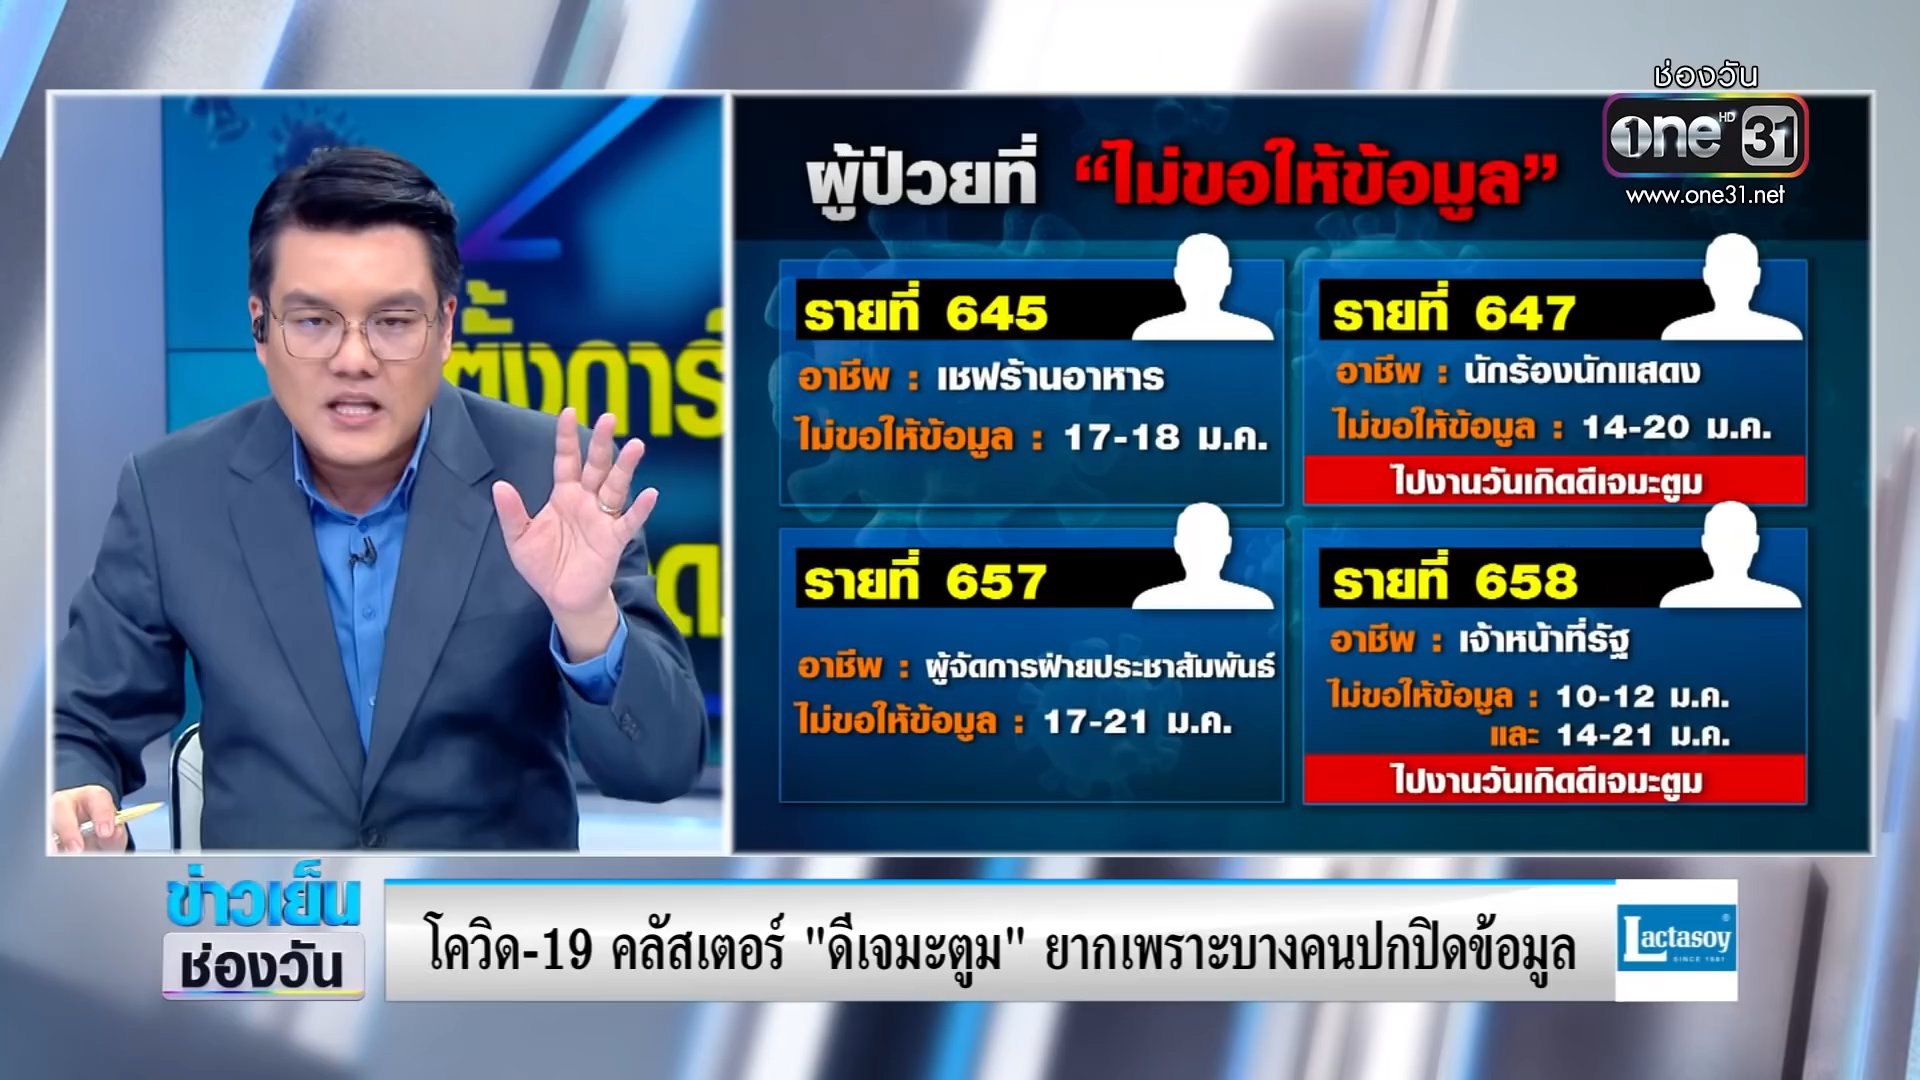 ช่องวัน
one HD 31
www.one31.net
ผู้ป่วยที่ “ไม่ขอให้ข้อมูล”
รายที่ 645
อาชีพ : เชฟร้านอาหาร
ไม่ขอให้ข้อมูล : 17-18 ม.ค.
รายที่ 647
อาชีพ : นักร้องนักแสดง
ไม่ขอให้ข้อมูล : 14-20 ม.ค.
ไปงานวันเกิดดีเจมะตูม
รายที่ 657
อาชีพ : ผู้จัดการฝ่ายประชาสัมพันธ์
ไม่ขอให้ข้อมูล : 17-21 ม.ค.
รายที่ 658
อาชีพ : เจ้าหน้าที่รัฐ
ไม่ขอให้ข้อมูล : 10-12 ม.ค.
และ 14-21 ม.ค.
ไปงานวันเกิดดีเจมะตูม
ข่าวเย็น
ช่องวัน
โควิด-19 คลัสเตอร์ "ดีเจมะตูม" ยากเพราะบางคนปกปิดข้อมูล
Lactasoy
SINCE 1981